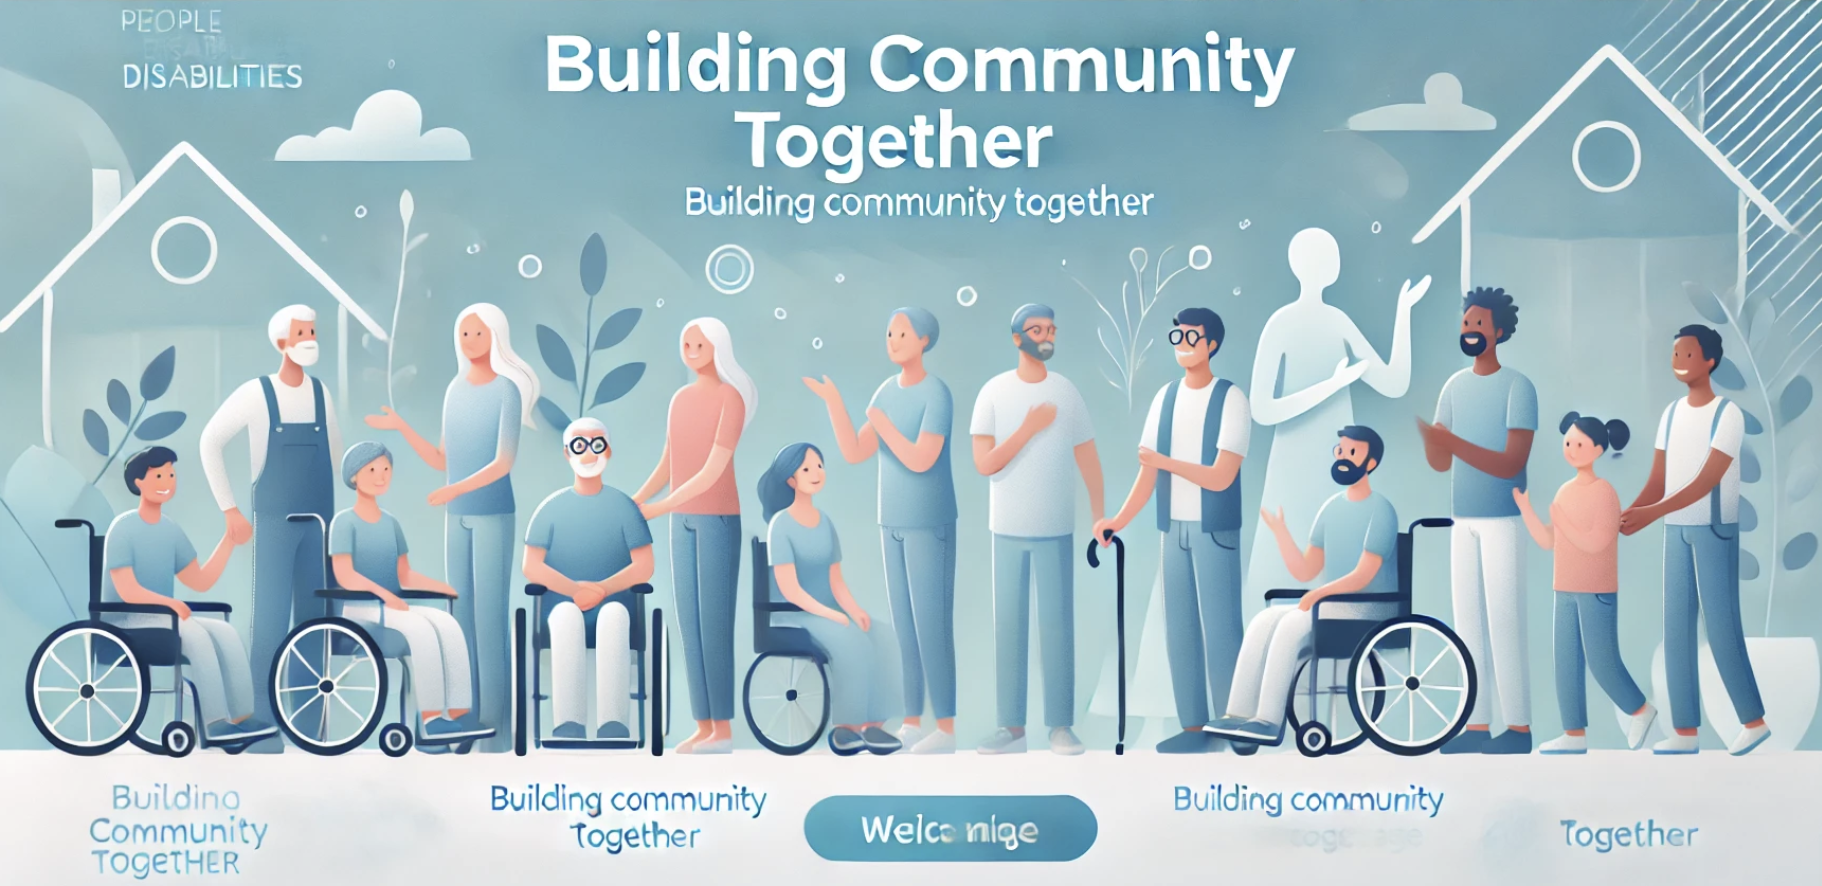 PEOPLE
DISABILITIES
Building Community
Together
Building community together
Building
Community
TOGETHER
Building community
Together
Building community
Together